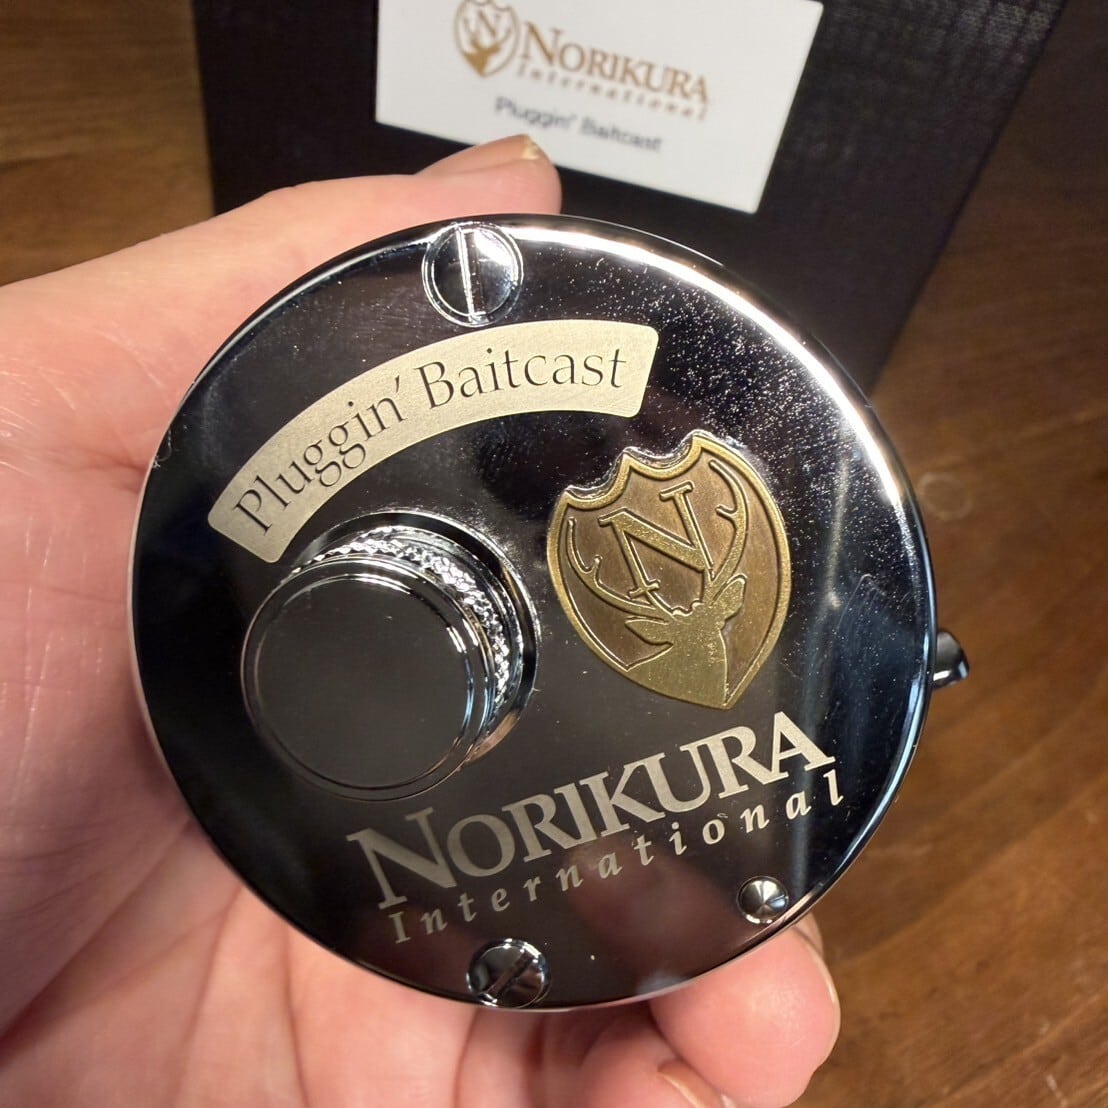 N
NORIKURA
International
Pluggin' Baitcast
Pluggin' Baitcast
N
NORIKURA
International